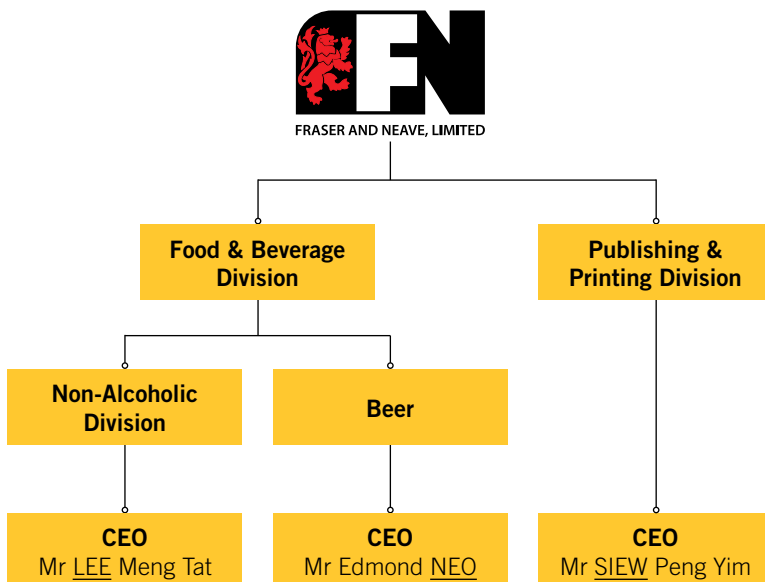 FN
FRASER AND NEAVE, LIMITED
Food & Beverage
Division
Publishing &
Printing Division
Non-Alcoholic
Division
Beer
CEO
Mr LEE Meng Tat
CEO
Mr Edmond NEO
CEO
Mr SIEW Peng Yim